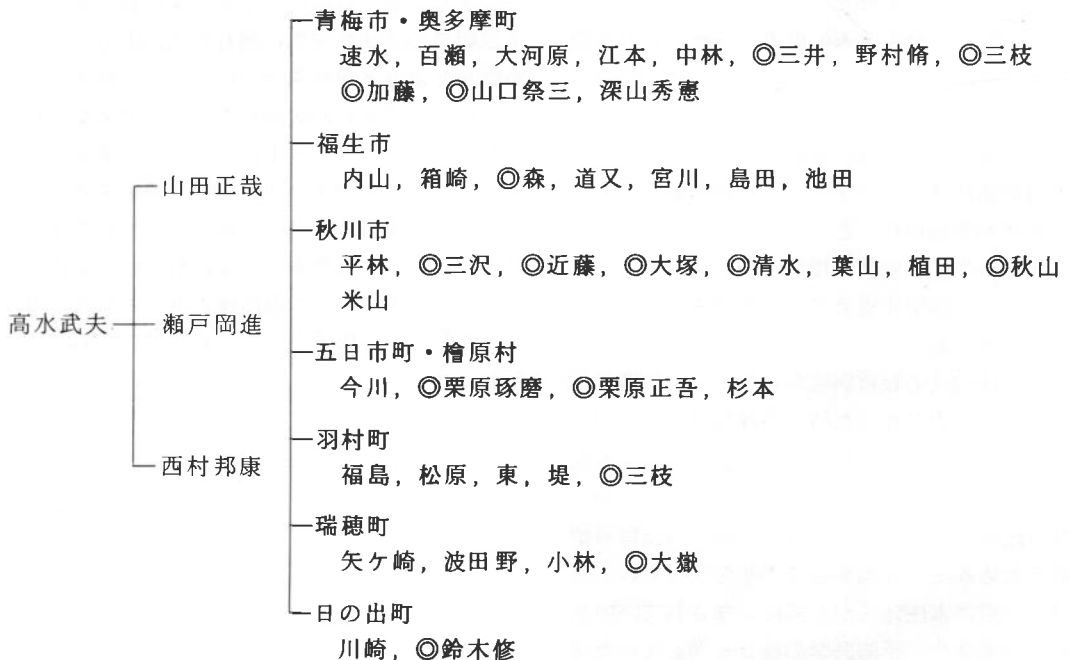 青梅市・奥多摩町
速水，百瀬，大河原，江本，中林，◎三井，野村脩，◎三枝
◎加藤，◎山口祭三，深山秀憲
福生市
内山，箱崎，◎森，道又，宮川，島田，池田
山田正哉
秋川市
平林，◎三沢，◎近藤，◎大塚，◎清水，葉山，植田，◎秋山
米山
高水武夫
瀬戸岡進
五日市町・檜原村
今川，◎栗原琢磨，◎栗原正吾，杉本
羽村町
西村邦康
福島，松原，東，堤，◎三枝
瑞穂町
矢ケ崎，波田野，小林，◎大嶽
日の出町
川崎，◎鈴木修